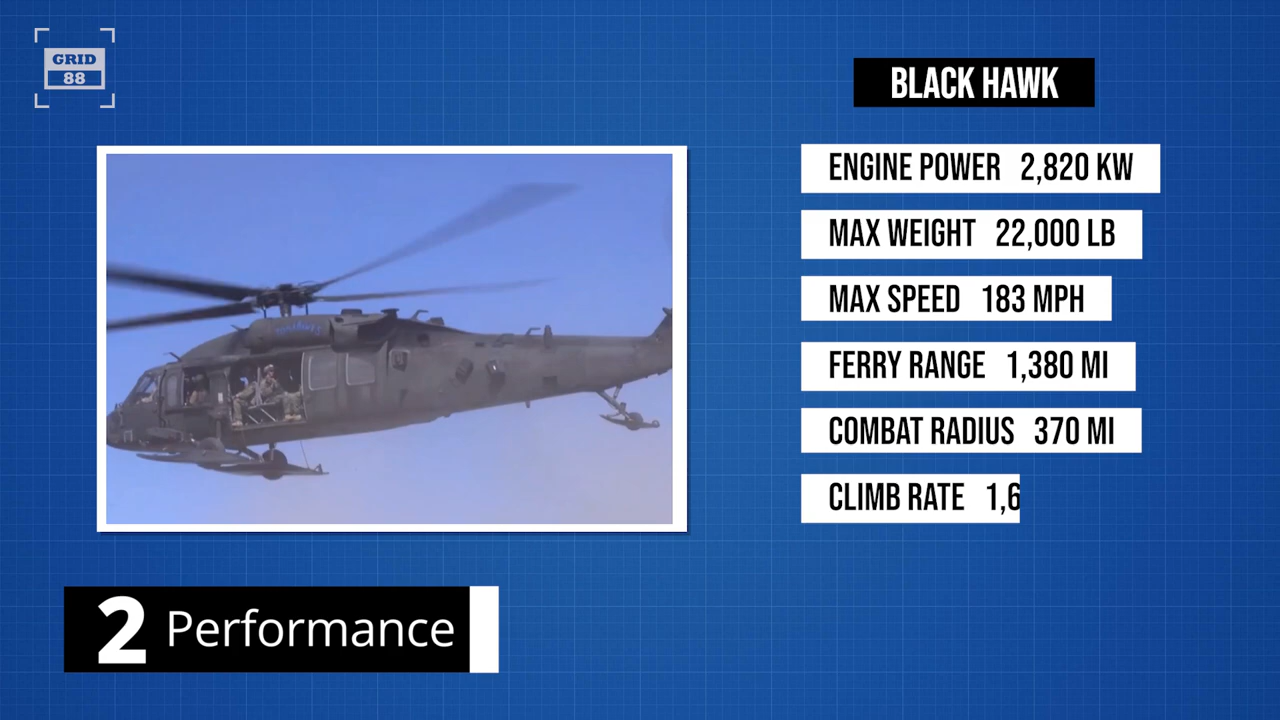 GRID
88
BLACK HAWK
ENGINE POWER 2,820 KW
MAX WEIGHT 22,000 LB
MAX SPEED 183 MPH
FERRY RANGE 1,380 MI
COMBAT RADIUS 370 MI
CLIMB RATE 1,6
2 Performance